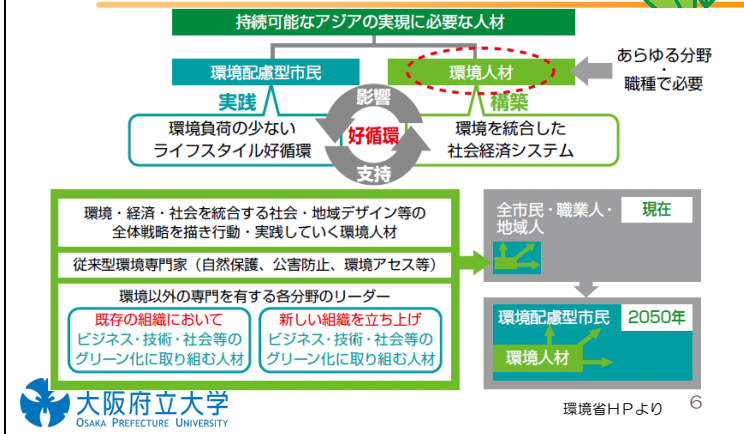 持続可能なアジアの実現に必要な人材
環境配慮型市民
環境人材
あらゆる分野
・
職種で必要
実践
影響
構築
環境負荷の少ない
ライフスタイル好循環
好循環
環境を統合した
社会経済システム
支持
環境・経済・社会を統合する社会・地域デザイン等の
全体戦略を描き行動・実践していく環境人材
従来型環境専門家（自然保護、公害防止、環境アセス等）
環境以外の専門を有する各分野のリーダー
既存の組織において
ビジネス・技術・社会等の
グリーン化に取り組む人材
新しい組織を立ち上げ
ビジネス・技術・社会等の
グリーン化に取り組む人材
全市民・職業人・
地域人
現在
環境配慮型市民
2050年
環境人材
大阪府立大学
OSAKA PREFECTURE UNIVERSITY
環境省HPより
6